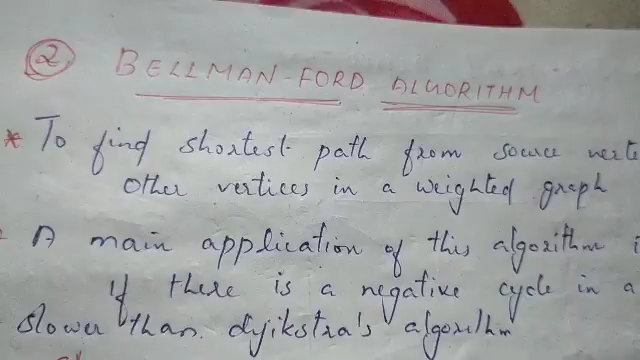 ② BELLMAN-FORD ALGORITHM
* To find shortest path from source verte
other vertices in a weighted graph
- A main application of this algorithm i
if there is a negative cycle in a
- slower than dyjikstra's algorithm